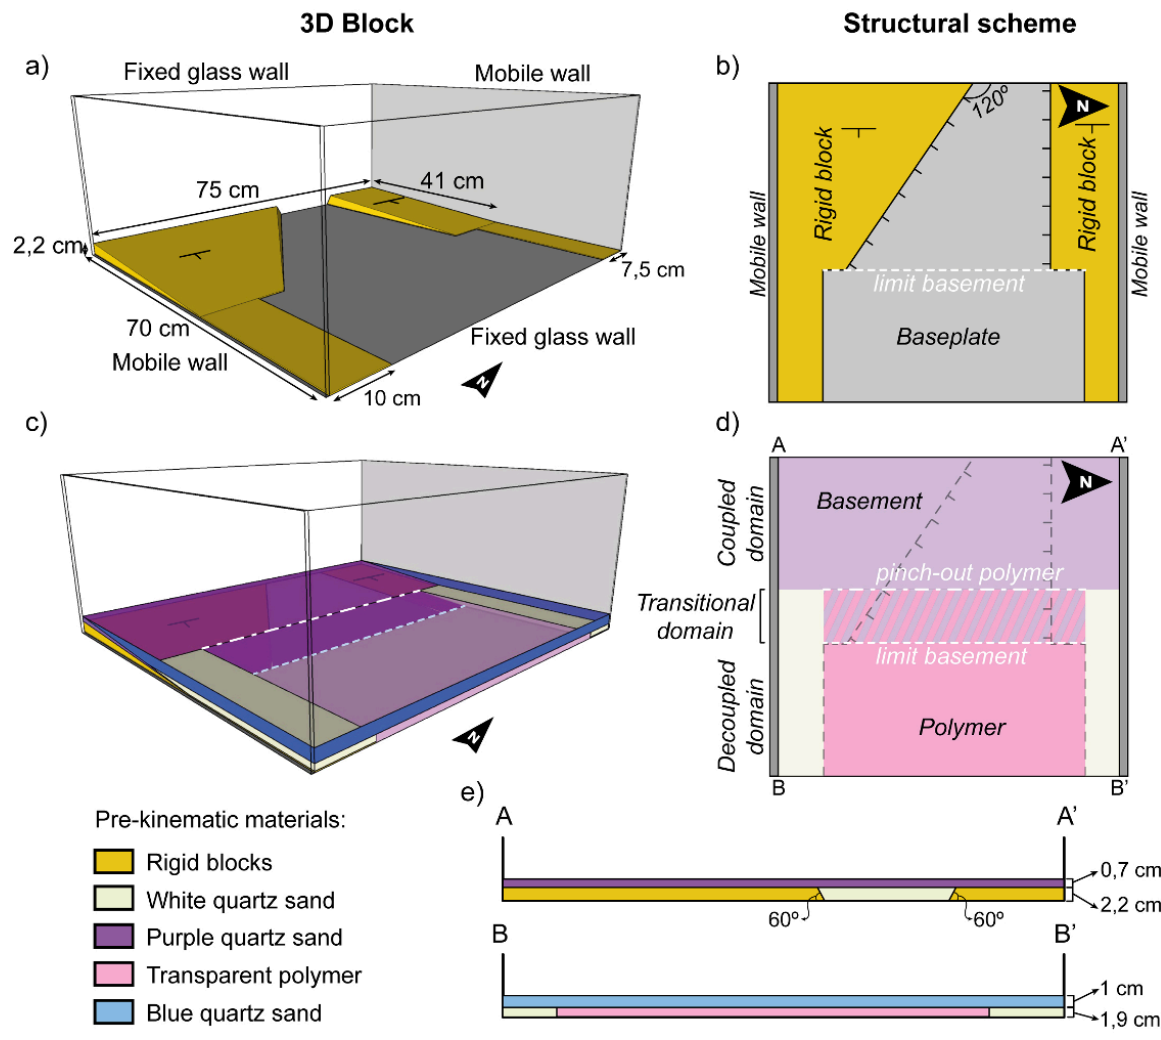 3D Block
Structural scheme
a)
Fixed glass wall
Mobile wall
75 cm
41 cm
2,2 cm
7,5 cm
70 cm
Mobile wall
Fixed glass wall
10 cm
N
b)
120º
N
Rigid block
Rigid block
Mobile wall
Mobile wall
limit basement
Baseplate
c)
N
d)
A
A'
Coupled
domain
Basement
N
pinch-out polymer
Transitional
domain
limit basement
Decoupled
domain
Polymer
B
B'
Pre-kinematic materials:
Rigid blocks
White quartz sand
Purple quartz sand
Transparent polymer
Blue quartz sand
e)
A
A'
0,7 cm
2,2 cm
60º
60º
B
B'
1 cm
1,9 cm